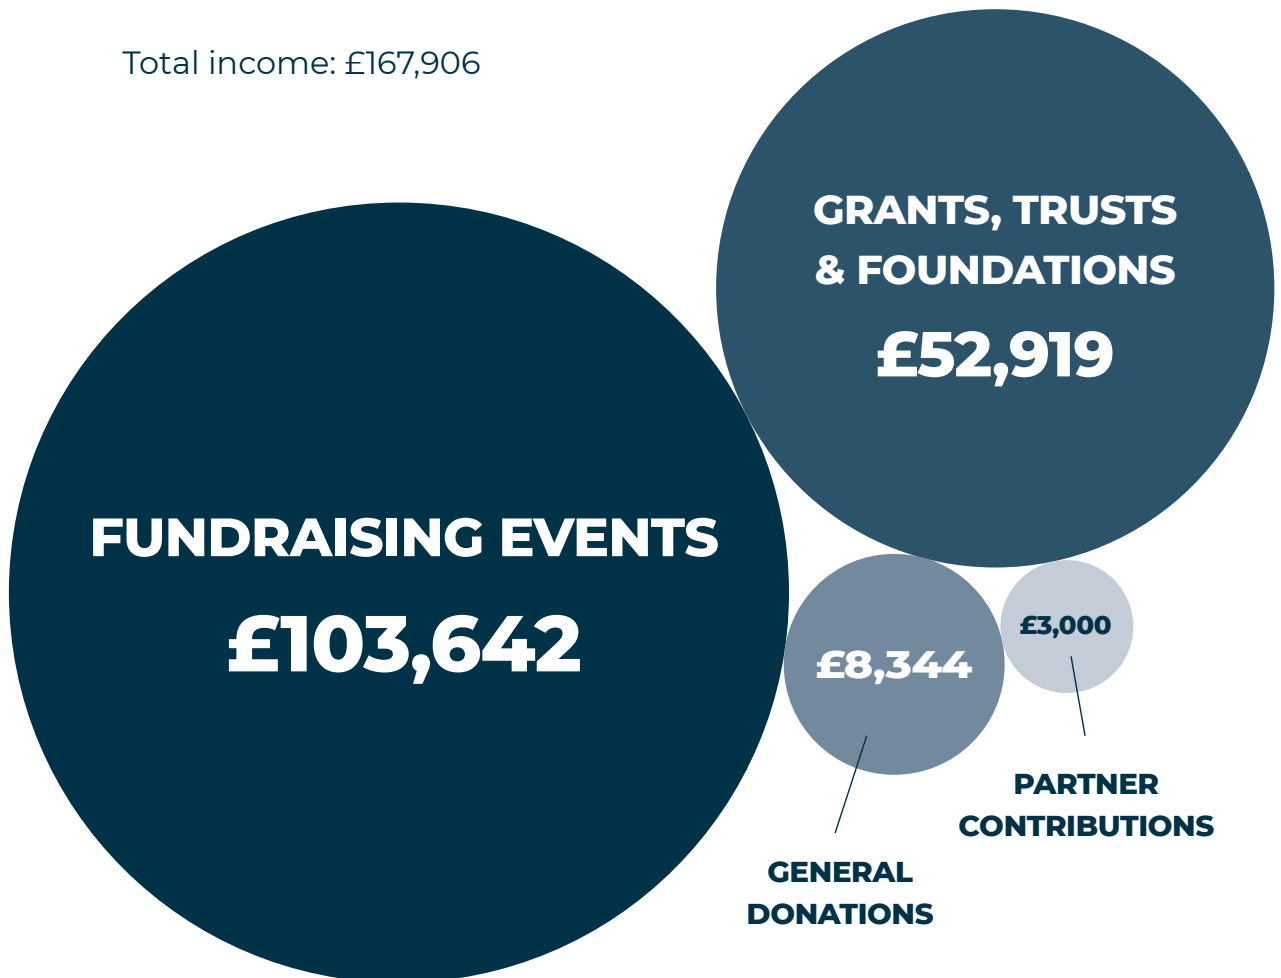 Total income: £167,906
GRANTS, TRUSTS
& FOUNDATIONS
£52,919
FUNDRAISING EVENTS
£103,642
£8,344
£3,000
PARTNER
CONTRIBUTIONS
GENERAL
DONATIONS